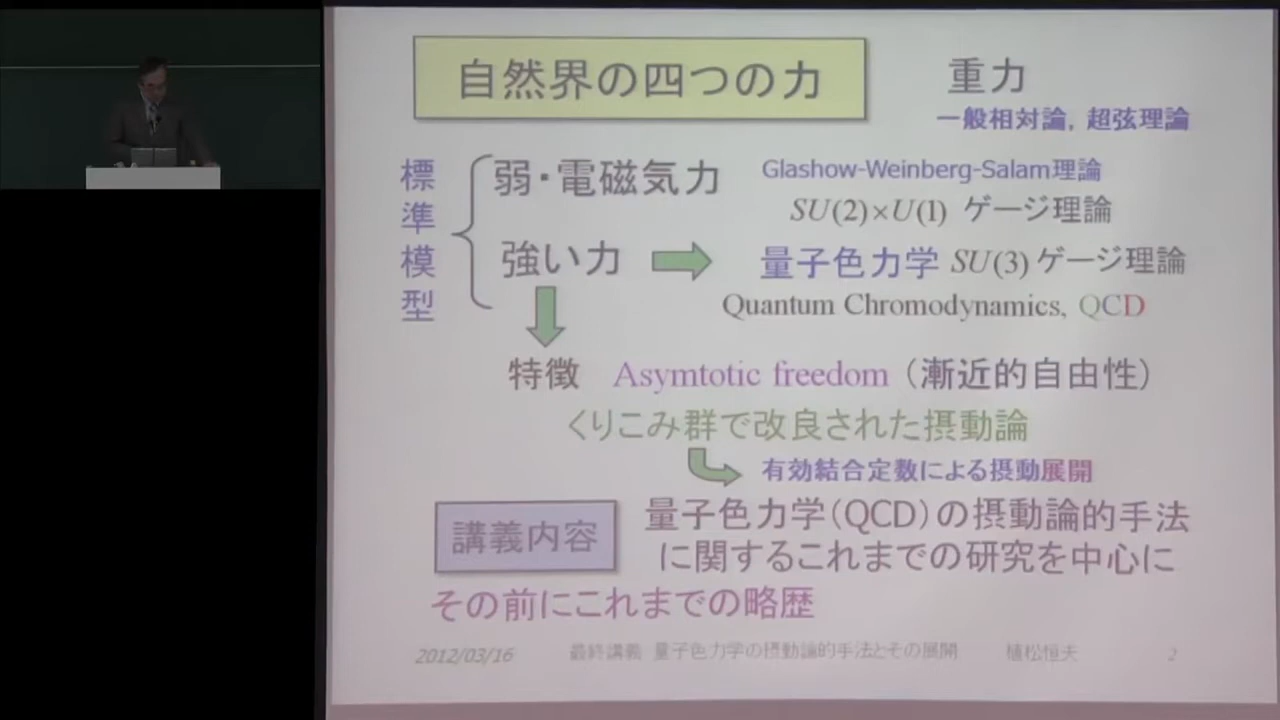 自然界の四つの力
重力
一般相対論, 超弦理論
標準模型
弱・電磁気力
Glashow-Weinberg-Salam理論
SU(2)×U(1) ゲージ理論
強い力
量子色力学 SU(3)ゲージ理論
Quantum Chromodynamics, QCD
特徴 Asymtotic freedom (漸近的自由性)
くりこみ群で改良された摂動論
有効結合定数による摂動展開
講義内容
量子色力学(QCD)の摂動論的手法
に関するこれまでの研究を中心に
その前にこれまでの略歴
2012/03/16 最終講義 量子色力学の摂動論的手法とその展開 植松恒夫 2